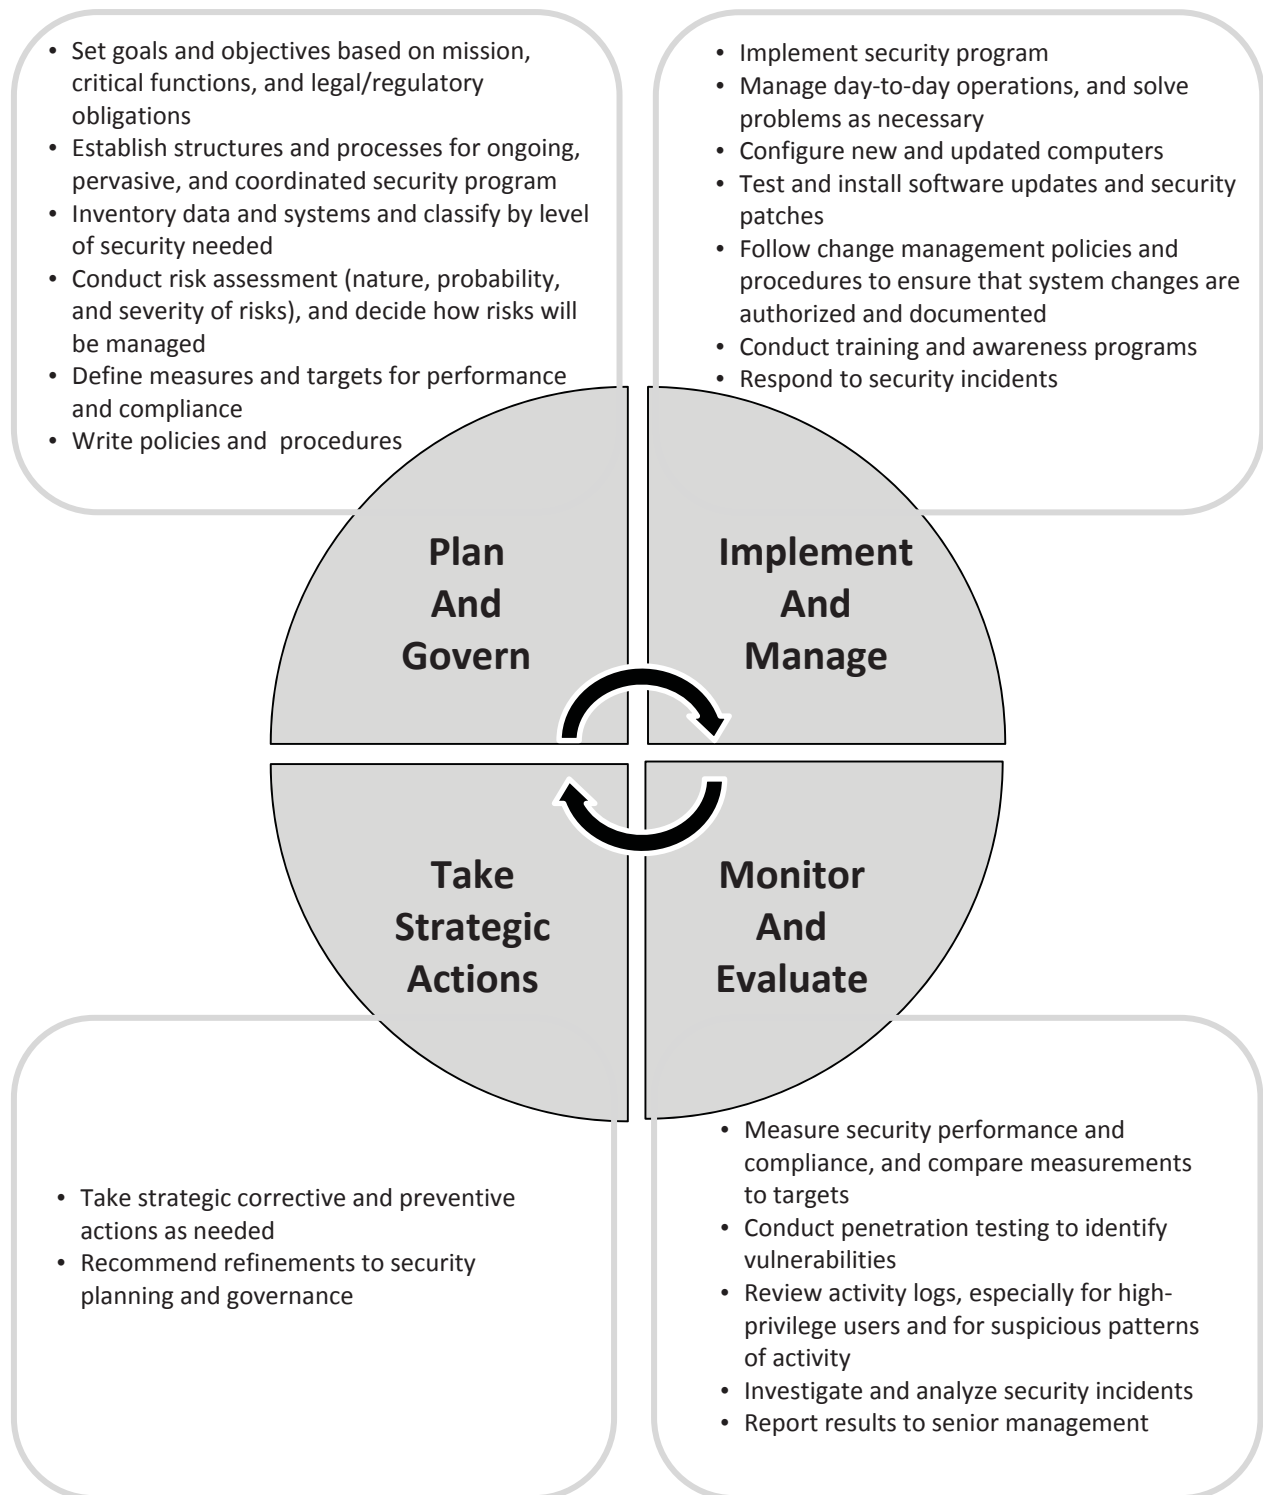 • Set goals and objectives based on mission,
critical functions, and legal/regulatory
obligations
• Establish structures and processes for ongoing,
pervasive, and coordinated security program
• Inventory data and systems and classify by level
of security needed
• Conduct risk assessment (nature, probability,
and severity of risks), and decide how risks will
be managed
• Define measures and targets for performance
and compliance
• Write policies and  procedures
• Implement security program
• Manage day-to-day operations, and solve
problems as necessary
• Configure new and updated computers
• Test and install software updates and security
patches
• Follow change management policies and
procedures to ensure that system changes are
authorized and documented
• Conduct training and awareness programs
• Respond to security incidents
Plan
And
Govern
Implement
And
Manage
Take
Strategic
Actions
Monitor
And
Evaluate
• Take strategic corrective and preventive
actions as needed
• Recommend refinements to security
planning and governance
• Measure security performance and
compliance, and compare measurements
to targets
• Conduct penetration testing to identify
vulnerabilities
• Review activity logs, especially for high-
privilege users and for suspicious patterns
of activity
• Investigate and analyze security incidents
• Report results to senior management